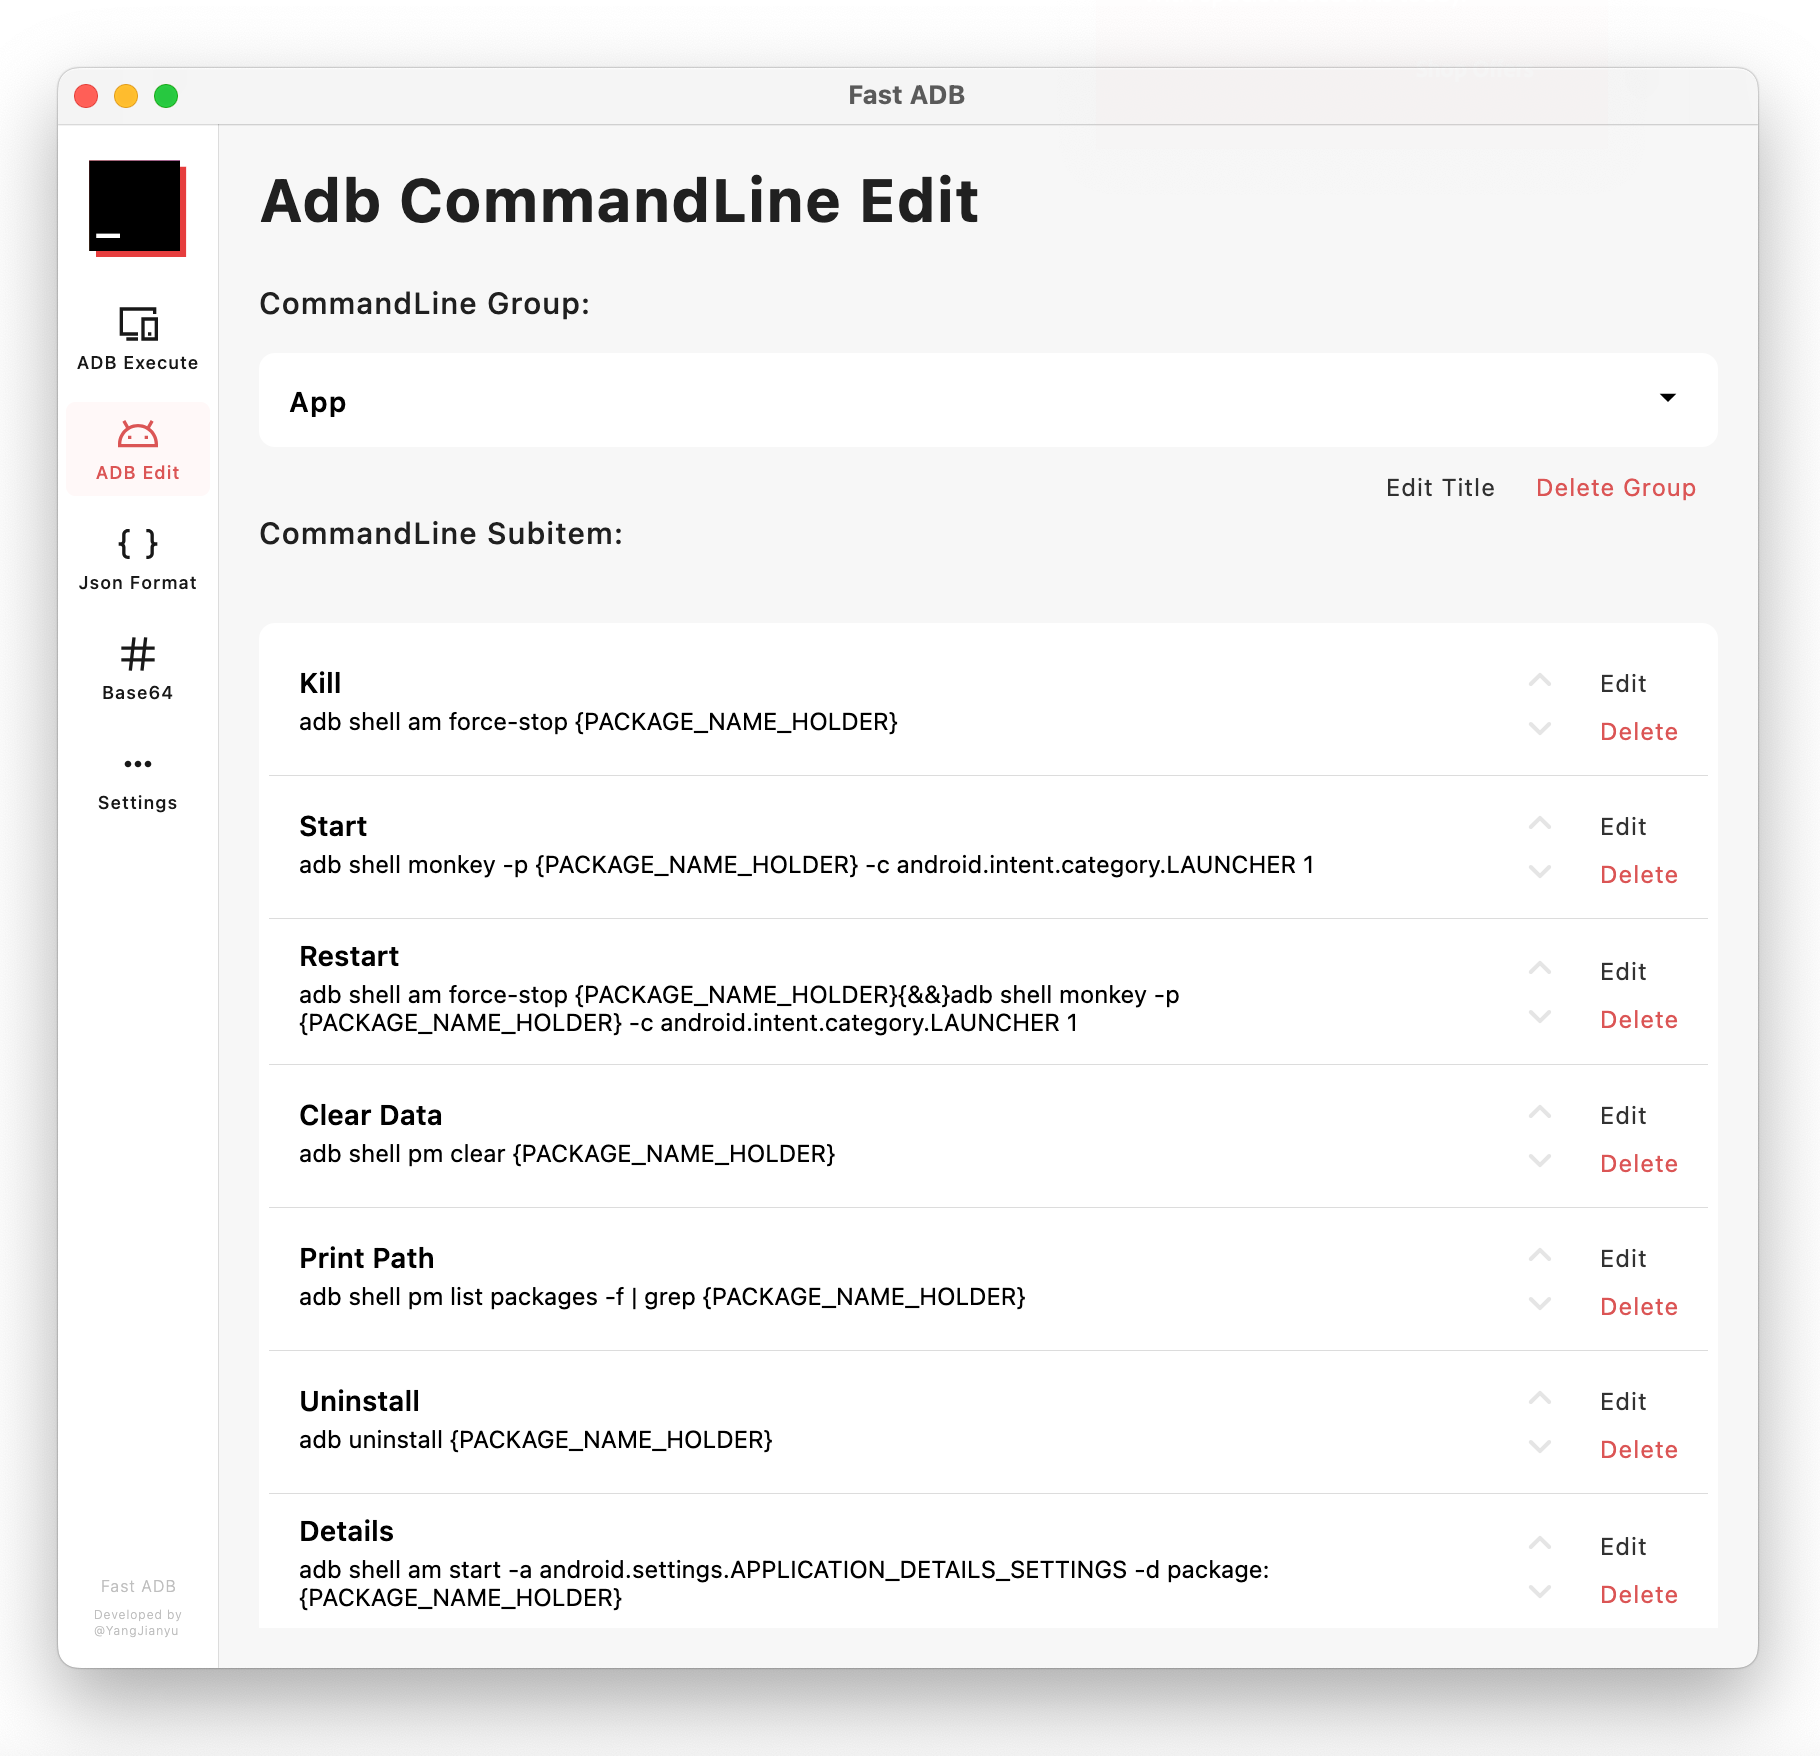 Fast ADB
ADB Execute
ADB Edit
{ }
Json Format
#
Base64
Settings
Fast ADB
Developed by
@YangJianyu
Adb CommandLine Edit
CommandLine Group:
App
Edit Title Delete Group
CommandLine Subitem:
Kill
adb shell am force-stop {PACKAGE_NAME_HOLDER}
Edit
Delete
Start
adb shell monkey -p {PACKAGE_NAME_HOLDER} -c android.intent.category.LAUNCHER 1
Edit
Delete
Restart
adb shell am force-stop {PACKAGE_NAME_HOLDER}{&&}adb shell monkey -p
{PACKAGE_NAME_HOLDER} -c android.intent.category.LAUNCHER 1
Edit
Delete
Clear Data
adb shell pm clear {PACKAGE_NAME_HOLDER}
Edit
Delete
Print Path
adb shell pm list packages -f | grep {PACKAGE_NAME_HOLDER}
Edit
Delete
Uninstall
adb uninstall {PACKAGE_NAME_HOLDER}
Edit
Delete
Details
adb shell am start -a android.settings.APPLICATION_DETAILS_SETTINGS -d package:
{PACKAGE_NAME_HOLDER}
Edit
Delete